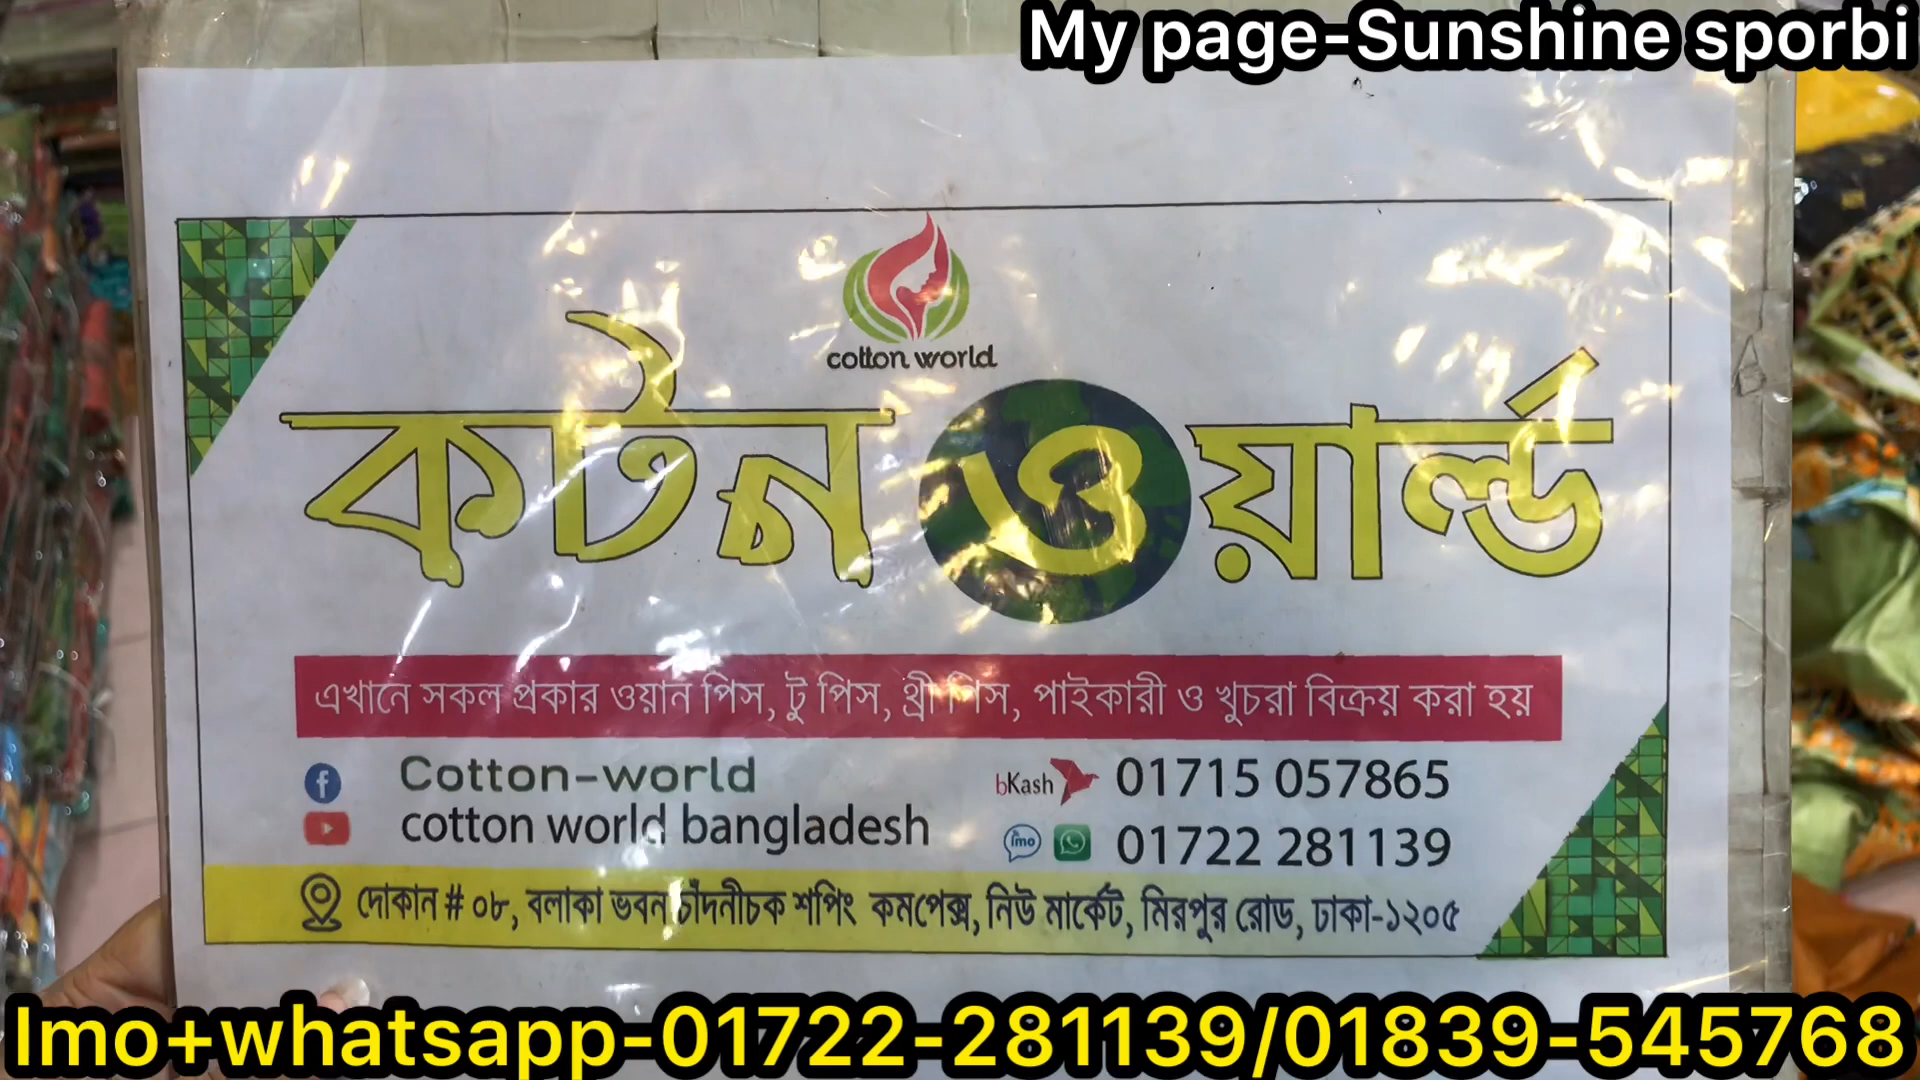 My page-Sunshine sporbi
cotton world
কটন ওয়ার্ল্ড
এখানে সকল প্রকার ওয়ান পিস, টু পিস, থ্রী পিস, পাইকারী ও খুচরা বিক্রয় করা হয়
Cotton-world
cotton world bangladesh
bKash 01715 057865
imo 01722 281139
দোকান # ০৮, বলাকা ভবন চাঁদনীচক শপিং কমপেক্স, নিউ মার্কেট, মিরপুর রোড, ঢাকা-১২০৫
Imo+whatsapp-01722-281139/01839-545768